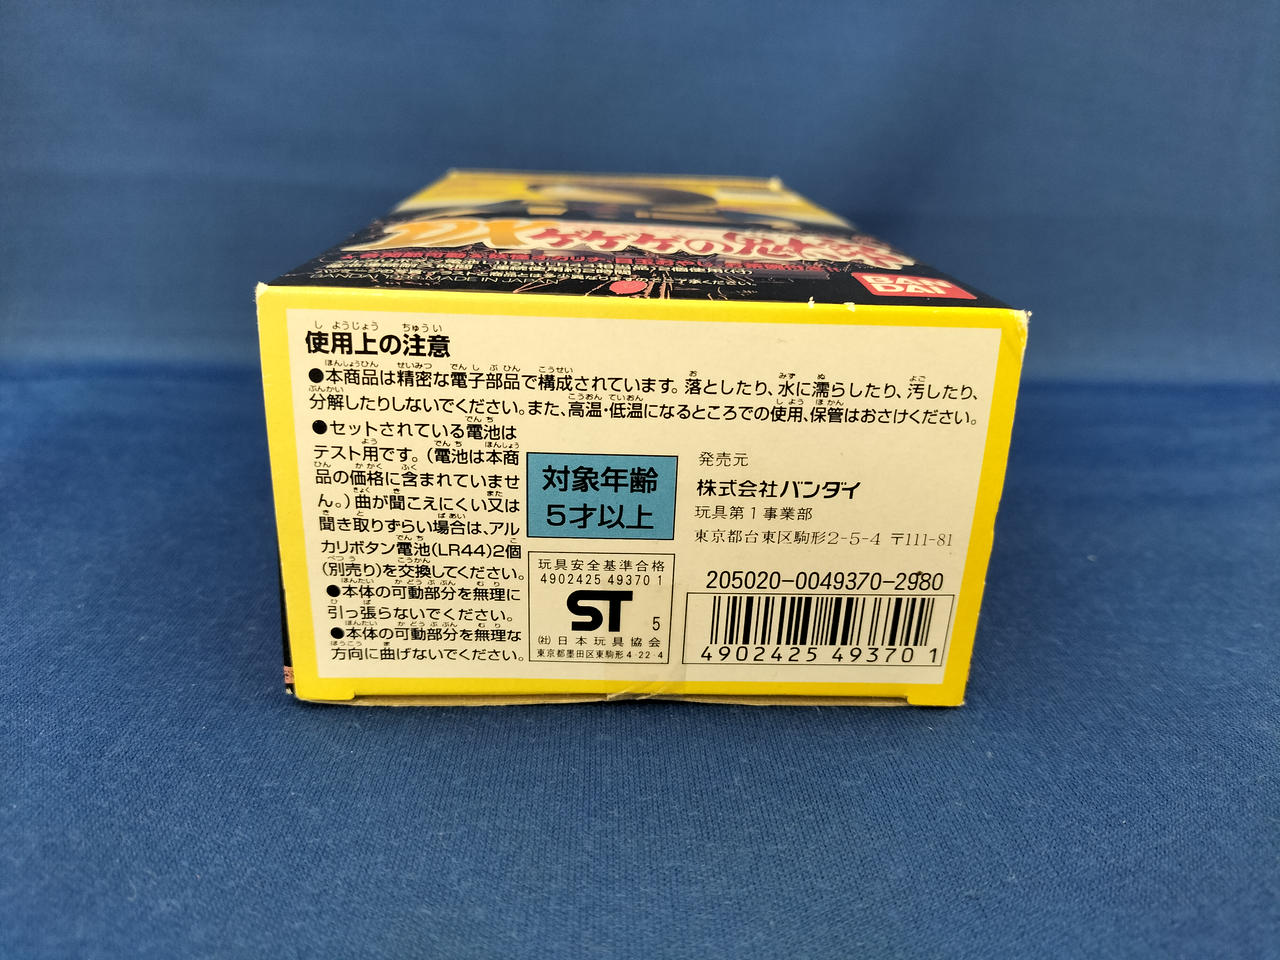 DXゲゲゲの鬼太郎
BAN
DAI
MADE IN JAPAN
使用上の注意
●本商品は精密な電子部品で構成されています。落としたり、水に濡らしたり、汚したり、
分解したりしないでください。また、高温・低温になるところでの使用、保管はおさけください。
●セットされている電池は
テスト用です。(電池は本商
品の価格に含まれていませ
ん。)曲が聞こえにくい又は
聞き取りずらい場合は、アル
カリボタン電池(LR44)2個
(別売り)を交換してください。
●本体の可動部分を無理に
引っ張らないでください。
●本体の可動部分を無理な
方向に曲げないでください。
対象年齢
5才以上
玩具安全基準合格
4902425 49370 1
ST 5
(社)日本玩具協会
東京都墨田区東駒形4-22-4
発売元
株式会社バンダイ
玩具第1事業部
東京都台東区駒形2-5-4 〒111-81
205020-0049370-2980
4902425 493701